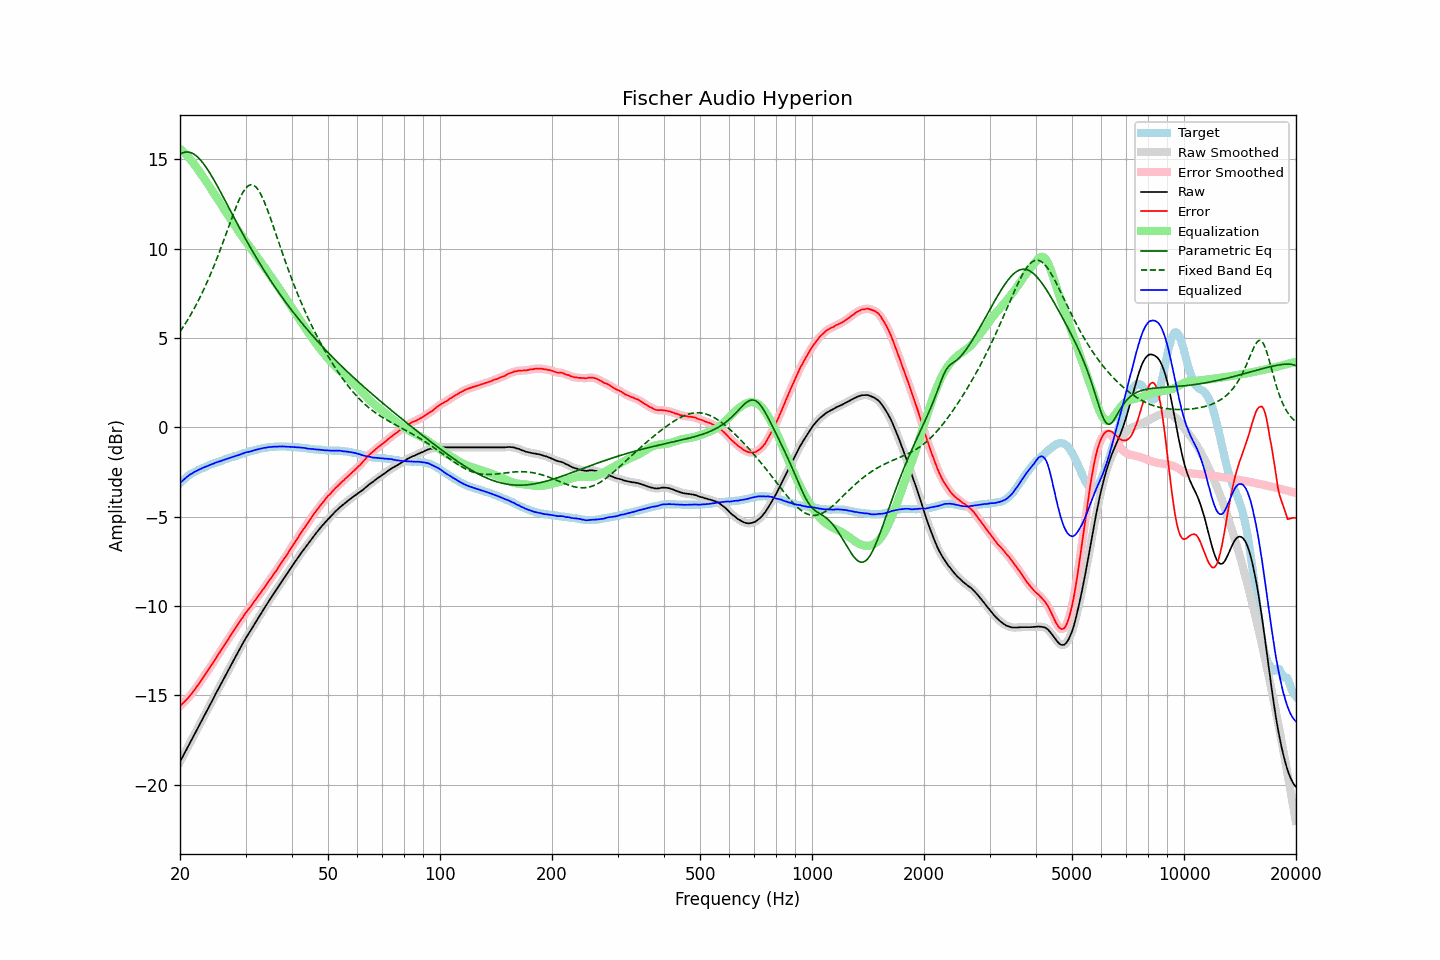 Fischer Audio Hyperion
Target
Raw Smoothed
Error Smoothed
Raw
Error
Equalization
Parametric Eq
Fixed Band Eq
Equalized
Amplitude (dBr)
15
10
5
0
−5
−10
−15
−20
20 50 100 200 500 1000 2000 5000 10000 20000
Frequency (Hz)